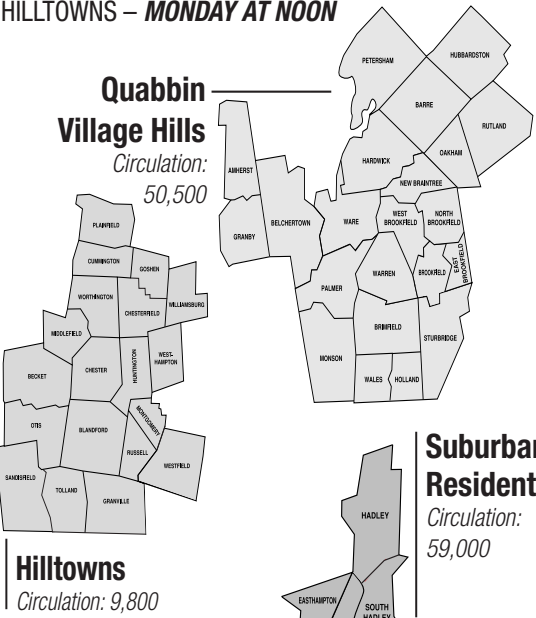 HILLTOWNS – MONDAY AT NOON
Quabbin
Village Hills
Circulation:
50,500
PETERSHAM
HUBBARDSTON
BARRE
RUTLAND
HARDWICK
OAKHAM
NEW BRAINTREE
AMHERST
GRANBY
BELCHERTOWN
WARE
WEST
BROOKFIELD
NORTH
BROOKFIELD
PALMER
WARREN
BROOKFIELD
EAST
BROOKFIELD
MONSON
BRIMFIELD
STURBRIDGE
WALES
HOLLAND
PLAINFIELD
CUMMINGTON
GOSHEN
WORTHINGTON
CHESTERFIELD
WILLIAMSBURG
MIDDLEFIELD
BECKET
CHESTER
HUNTINGTON
WEST-
HAMPTON
OTIS
BLANDFORD
MONTGOMERY
RUSSELL
WESTFIELD
SANDISFIELD
TOLLAND
GRANVILLE
Hilltowns
Circulation: 9,800
Suburban
Resident
Circulation:
59,000
HADLEY
EASTHAMPTON
SOUTH
HADLEY